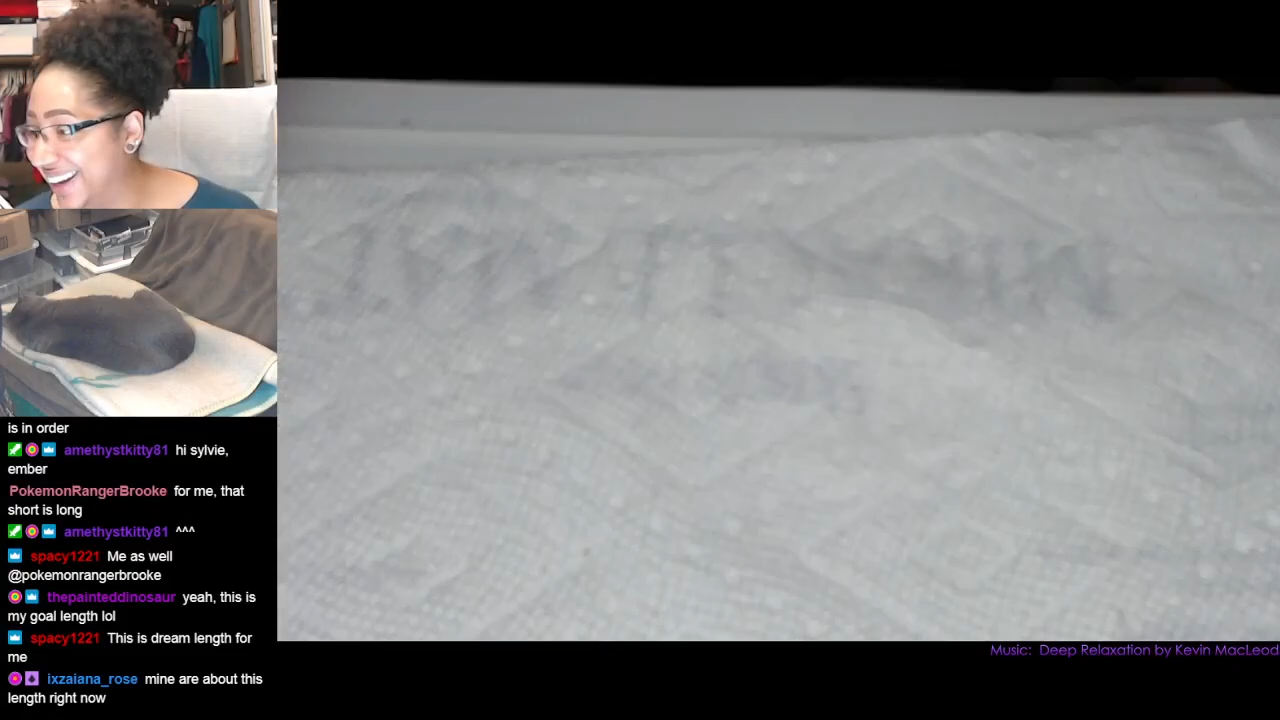 is in order
amethystkitty81 hi sylvie,
ember
PokemonRangerBrooke for me, that
short is long
amethystkitty81 ^^^
spacy1221 Me as well
@pokemonrangerbrooke
thepainteddinosaur yeah, this is
my goal length lol
spacy1221 This is dream length for
me
ixzaiana_rose mine are about this
length right now
Music: Deep Relaxation by Kevin MacLeod